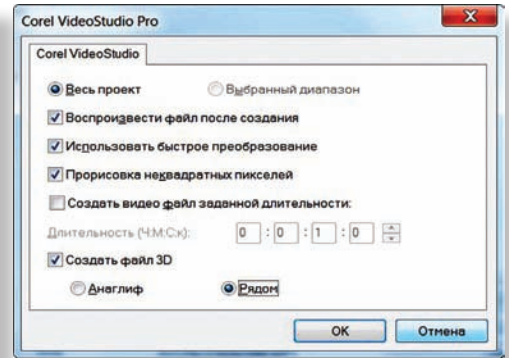 Corel VideoStudio Pro
Corel VideoStudio
Весь проект Выбранный диапазон
Воспроизвести файл после создания
Использовать быстрое преобразование
Прорисовка неквадратных пикселей
Создать видео файл заданной длительности:
Длительность (Ч:М:С:к): 0 : 0 : 1 : 0
Создать файл 3D
Анаглиф Рядом
OK Отмена